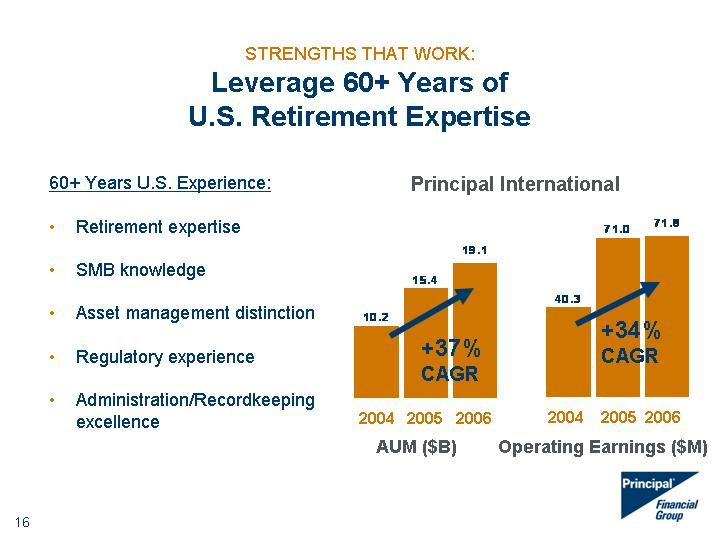 STRENGTHS THAT WORK:
Leverage 60+ Years of
U.S. Retirement Expertise
60+ Years U.S. Experience:
• Retirement expertise
• SMB knowledge
• Asset management distinction
• Regulatory experience
• Administration/Recordkeeping
excellence
Principal International
10.2
15.4
19.1
+37%
CAGR
2004 2005 2006
AUM ($B)
40.3
71.0
71.8
+34%
CAGR
2004 2005 2006
Operating Earnings ($M)
Principal
Financial
Group
16